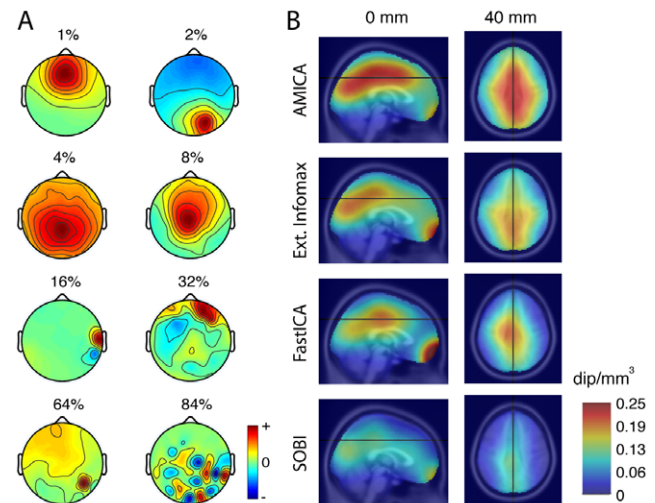 A
1%
2%
4%
8%
16%
32%
64%
84%
+
0
-
B
0 mm
40 mm
AMICA
Ext. Infomax
FastICA
SOBI
dip/mm³
0.25
0.19
0.13
0.06
0